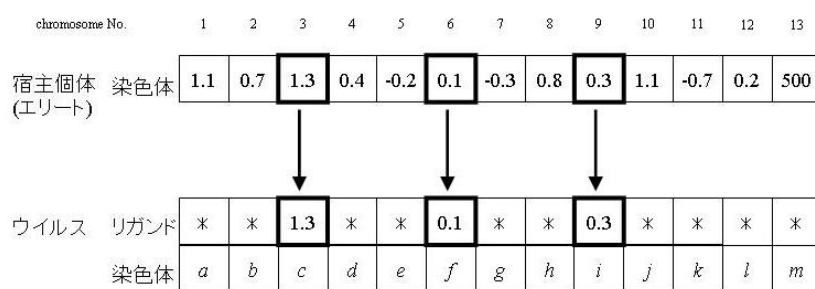 chromosome No. 1 2 3 4 5 6 7 8 9 10 11 12 13
宿主個体 染色体 1.1 0.7 1.3 0.4 -0.2 0.1 -0.3 0.8 0.3 1.1 -0.7 0.2 500
(エリート)
ウイルス リガンド * * 1.3 * * 0.1 * * 0.3 * * * *
染色体 a b c d e f g h i j k l m